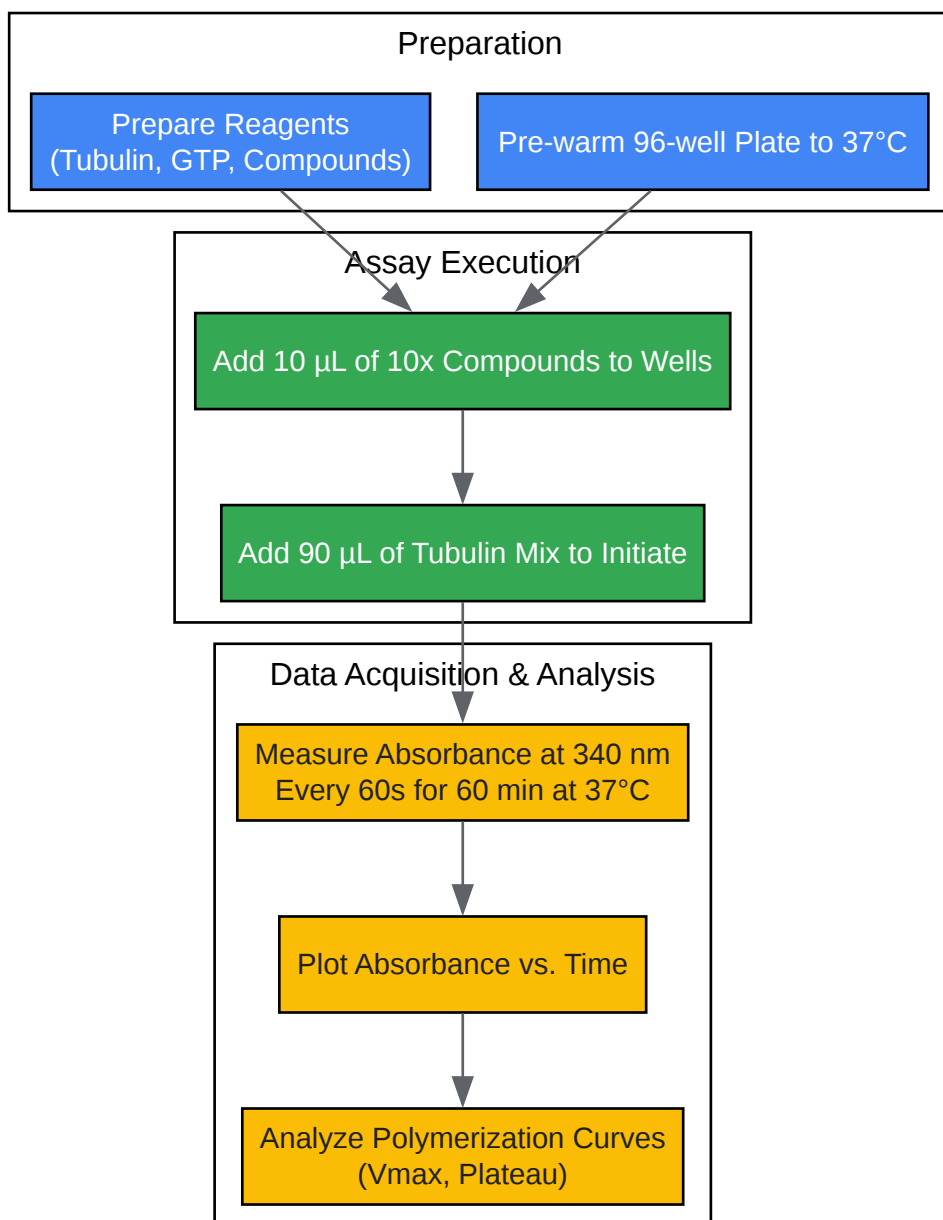 Preparation
Prepare Reagents
(Tubulin, GTP, Compounds)
Pre-warm 96-well Plate to 37°C
Assay Execution
Add 10 µL of 10x Compounds to Wells
Add 90 µL of Tubulin Mix to Initiate
Data Acquisition & Analysis
Measure Absorbance at 340 nm
Every 60s for 60 min at 37°C
Plot Absorbance vs. Time
Analyze Polymerization Curves
(Vmax, Plateau)